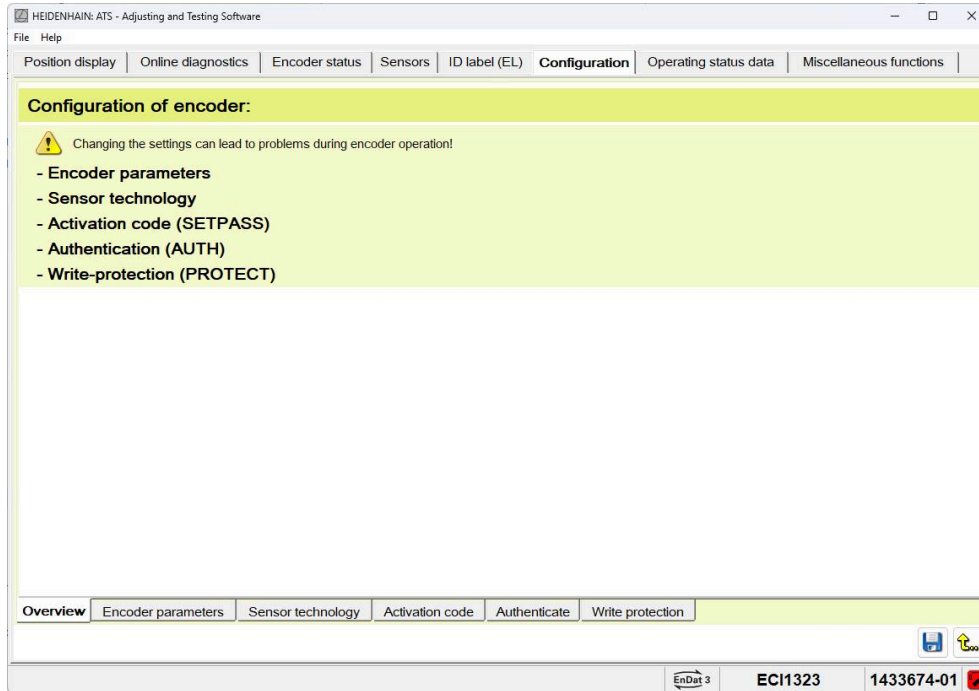 HEIDENHAIN: ATS - Adjusting and Testing Software
File Help
Position display Online diagnostics Encoder status Sensors ID label (EL) Configuration Operating status data Miscellaneous functions
Configuration of encoder:
Changing the settings can lead to problems during encoder operation!
- Encoder parameters
- Sensor technology
- Activation code (SETPASS)
- Authentication (AUTH)
- Write-protection (PROTECT)
Overview Encoder parameters Sensor technology Activation code Authenticate Write protection
EnDat 3 ECI1323 1433674-01